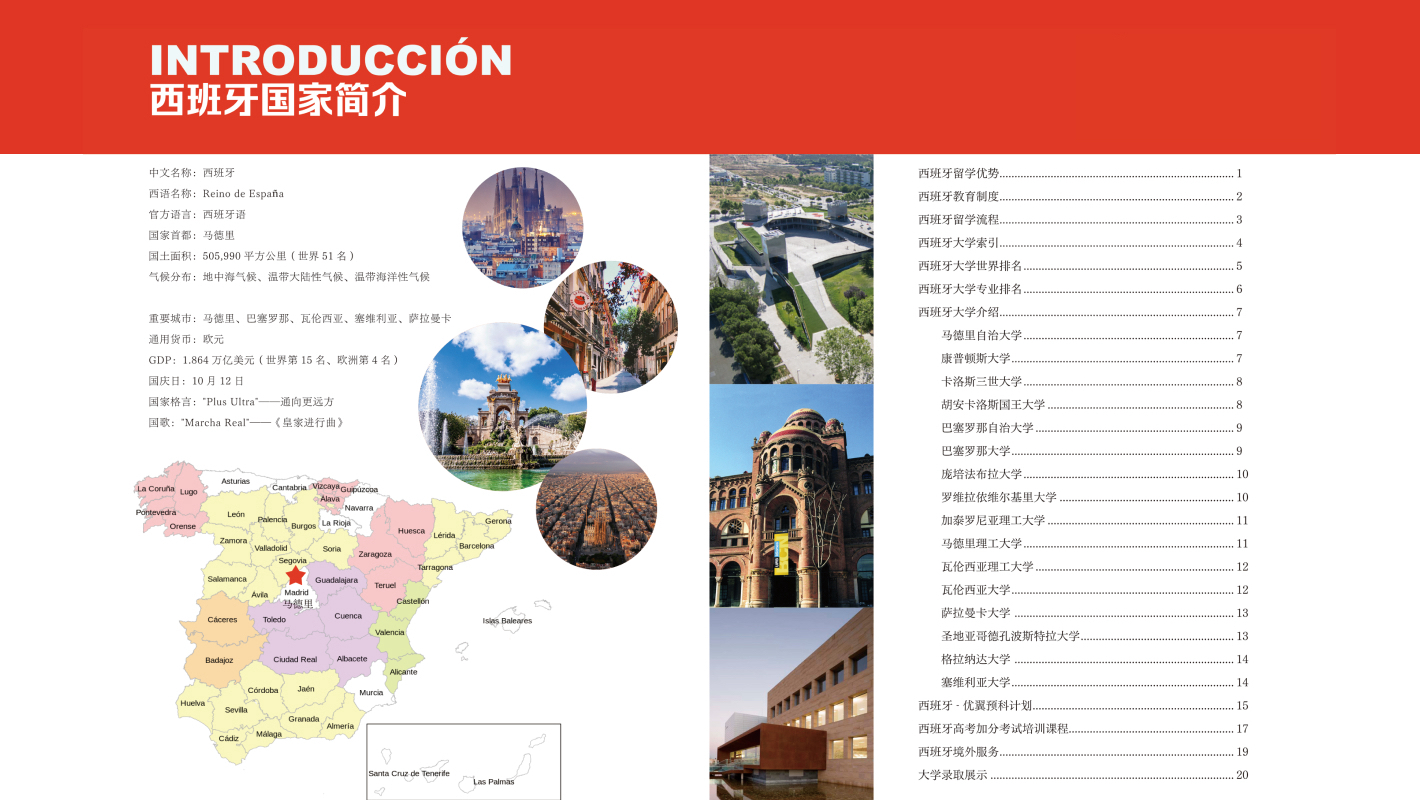 INTRODUCCIÓN
西班牙国家简介
中文名称：西班牙
西语名称：Reino de España
官方语言：西班牙语
国家首都：马德里
国土面积：505,990 平方公里（世界 51 名）
气候分布：地中海气候、温带大陆性气候、温带海洋性气候
重要城市：马德里、巴塞罗那、瓦伦西亚、塞维利亚、萨拉曼卡
通用货币：欧元
GDP：1.864 万亿美元（世界第 15 名、欧洲第 4 名）
国庆日：10 月 12 日
国家格言："Plus Ultra"——通向更远方
国歌："Marcha Real"——《皇家进行曲》
La Coruña
Lugo
Pontevedra
Orense
Asturias
Cantabria
Vizcaya
Guipúzcoa
Álava
Navarra
La Rioja
León
Palencia
Burgos
Zamora
Valladolid
Soria
Segovia
Salamanca
Ávila
Madrid
马德里
Guadalajara
Huesca
Zaragoza
Teruel
Lérida
Gerona
Barcelona
Tarragona
Castellón
Valencia
Alicante
Cáceres
Badajoz
Toledo
Cuenca
Ciudad Real
Albacete
Murcia
Islas Baleares
Huelva
Sevilla
Córdoba
Jaén
Granada
Almería
Cádiz
Málaga
Santa Cruz de Tenerife
Las Palmas
西班牙留学优势 1
西班牙教育制度 2
西班牙留学流程 3
西班牙大学索引 4
西班牙大学世界排名 5
西班牙大学专业排名 6
西班牙大学介绍 7
马德里自治大学 7
康普顿斯大学 7
卡洛斯三世大学 8
胡安卡洛斯国王大学 8
巴塞罗那自治大学 9
巴塞罗那大学 9
庞培法布拉大学 10
罗维拉依维尔基里大学 10
加泰罗尼亚理工大学 11
马德里理工大学 11
瓦伦西亚理工大学 12
瓦伦西亚大学 12
萨拉曼卡大学 13
圣地亚哥德孔波斯特拉大学 13
格拉纳达大学 14
塞维利亚大学 14
西班牙 - 优翼预科计划 15
西班牙高考加分考试培训课程 17
西班牙境外服务 19
大学录取展示 20